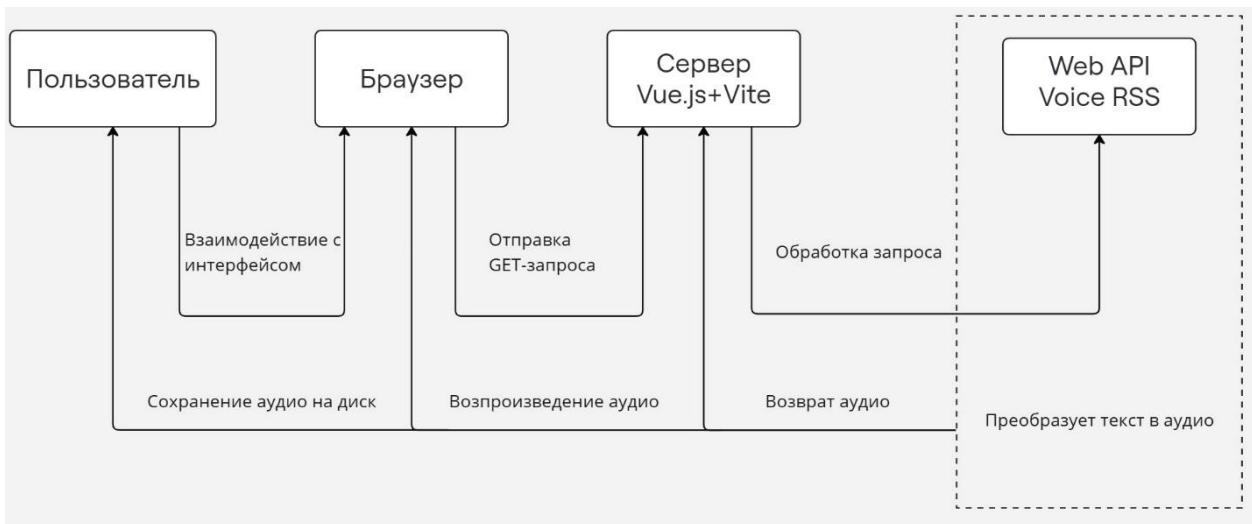 Пользователь
Браузер
Сервер
Vue.js+Vite
Web API
Voice RSS
Взаимодействие с
интерфейсом
Отправка
GET-запроса
Обработка запроса
Сохранение аудио на диск
Возпроизведение аудио
Возврат аудио
Преобразует текст в аудио